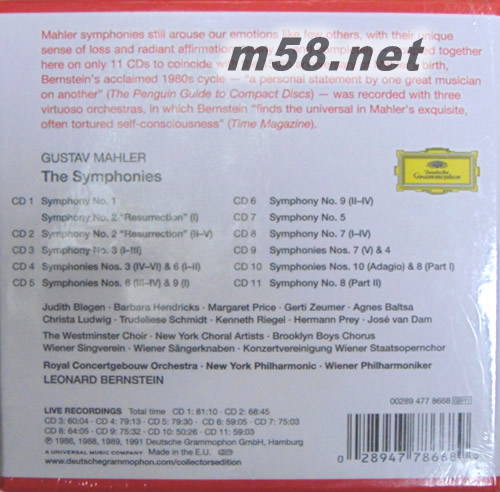 Mahler symphonies still arouse our emotions like few others, with their unique
sense of loss and radiant affirmation together
m58.net
here on only 11 CDs to coincide birth,
Bernstein's acclaimed 1980s cycle – "a personal statement by one great musician
on another" (The Penguin Guide to Compact Discs) – was recorded with three
virtuoso orchestras, in which Bernstein "finds the universal in Mahler's exquisite,
often tortured self-consciousness" (Time Magazine).
GUSTAV MAHLER
The Symphonies
Deutsche
Grammophon
CD 1 Symphony No. 1
Symphony No. 2 "Resurrection" (I)
CD 2 Symphony No. 2 "Resurrection" (II–V)
CD 3 Symphony No. 3 (I–III)
CD 4 Symphonies Nos. 3 (IV–VI) & 6 (I–II)
CD 5 Symphonies Nos. 6 (III–IV) & 9 (I)
CD 6 Symphony No. 9 (II–IV)
CD 7 Symphony No. 5
CD 8 Symphony No. 7 (I–IV)
CD 9 Symphonies Nos. 7 (V) & 4
CD 10 Symphonies Nos. 10 (Adagio) & 8 (Part I)
CD 11 Symphony No. 8 (Part II)
Judith Blegen · Barbara Hendricks · Margaret Price · Gerti Zeumer · Agnes Baltsa
Christa Ludwig · Trudeliese Schmidt · Kenneth Riegel · Hermann Prey · José van Dam
The Westminster Choir · New York Choral Artists · Brooklyn Boys Chorus
Wiener Singverein · Wiener Sängerknaben · Konzertvereinigung Wiener Staatsopernchor
Royal Concertgebouw Orchestra · New York Philharmonic · Wiener Philharmoniker
LEONARD BERNSTEIN
00289 477 8668 GB11
LIVE RECORDINGS Total time CD 1: 81:10 · CD 2: 68:45
CD 3: 60:04 · CD 4: 79:13 · CD 5: 79:30 · CD 6: 59:05 · CD 7: 75:03
CD 8: 64:05 · CD 9: 75:32 · CD 10: 50:26 · CD 11: 59:03
℗ 1986, 1988, 1989, 1991 Deutsche Grammophon GmbH, Hamburg
A UNIVERSAL MUSIC COMPANY Made in the E.U.
www.deutschegrammophon.com/collectorsedition
0 28947 78668